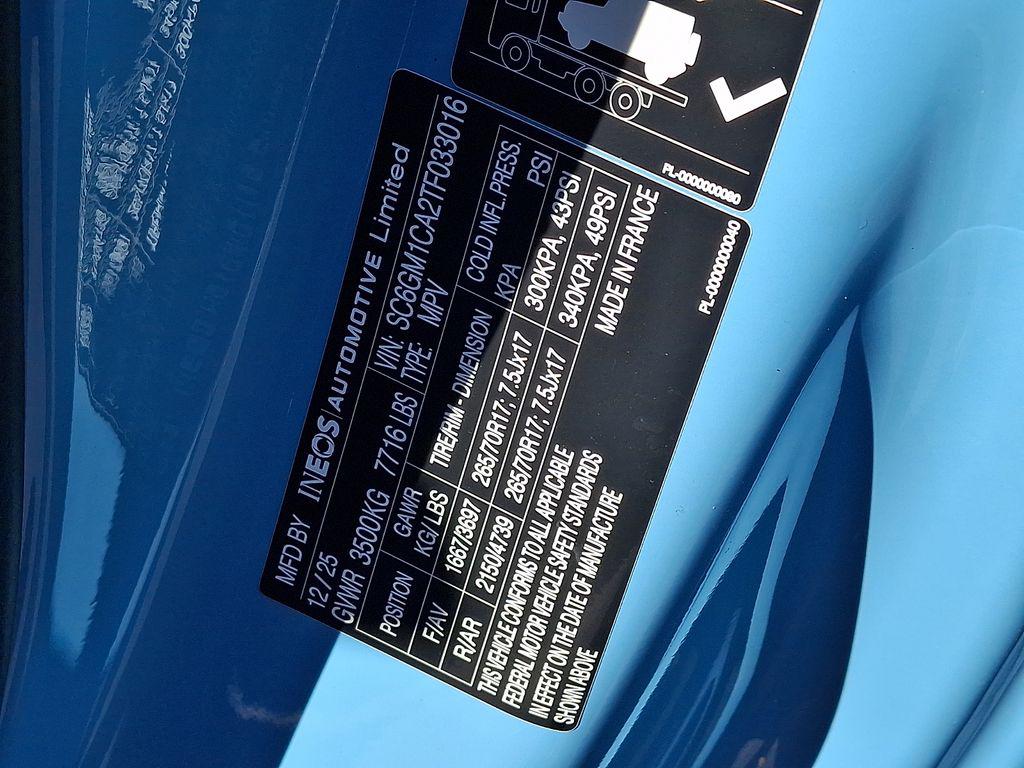 MFD BY INEOS | AUTOMOTIVE Limited
12 / 25
GVWR 3500KG 7716 LBS VIN: SC6GM1CA2TF033016
TYPE: MPV
POSITION GAWR KG/LBS TIRE/RIM - DIMENSION COLD INFL.PRESS. KPA PSI
F/AV 1667/3697 265/70R17; 7.5Jx17 300KPA, 43PSI
R/AR 2150/4739 265/70R17; 7.5Jx17 340KPA, 49PSI
THIS VEHICLE CONFORMS TO ALL APPLICABLE
FEDERAL MOTOR VEHICLE SAFETY STANDARDS
IN EFFECT ON THE DATE OF MANUFACTURE
SHOWN ABOVE
MADE IN FRANCE
PL-0000000040
PL-0000000080